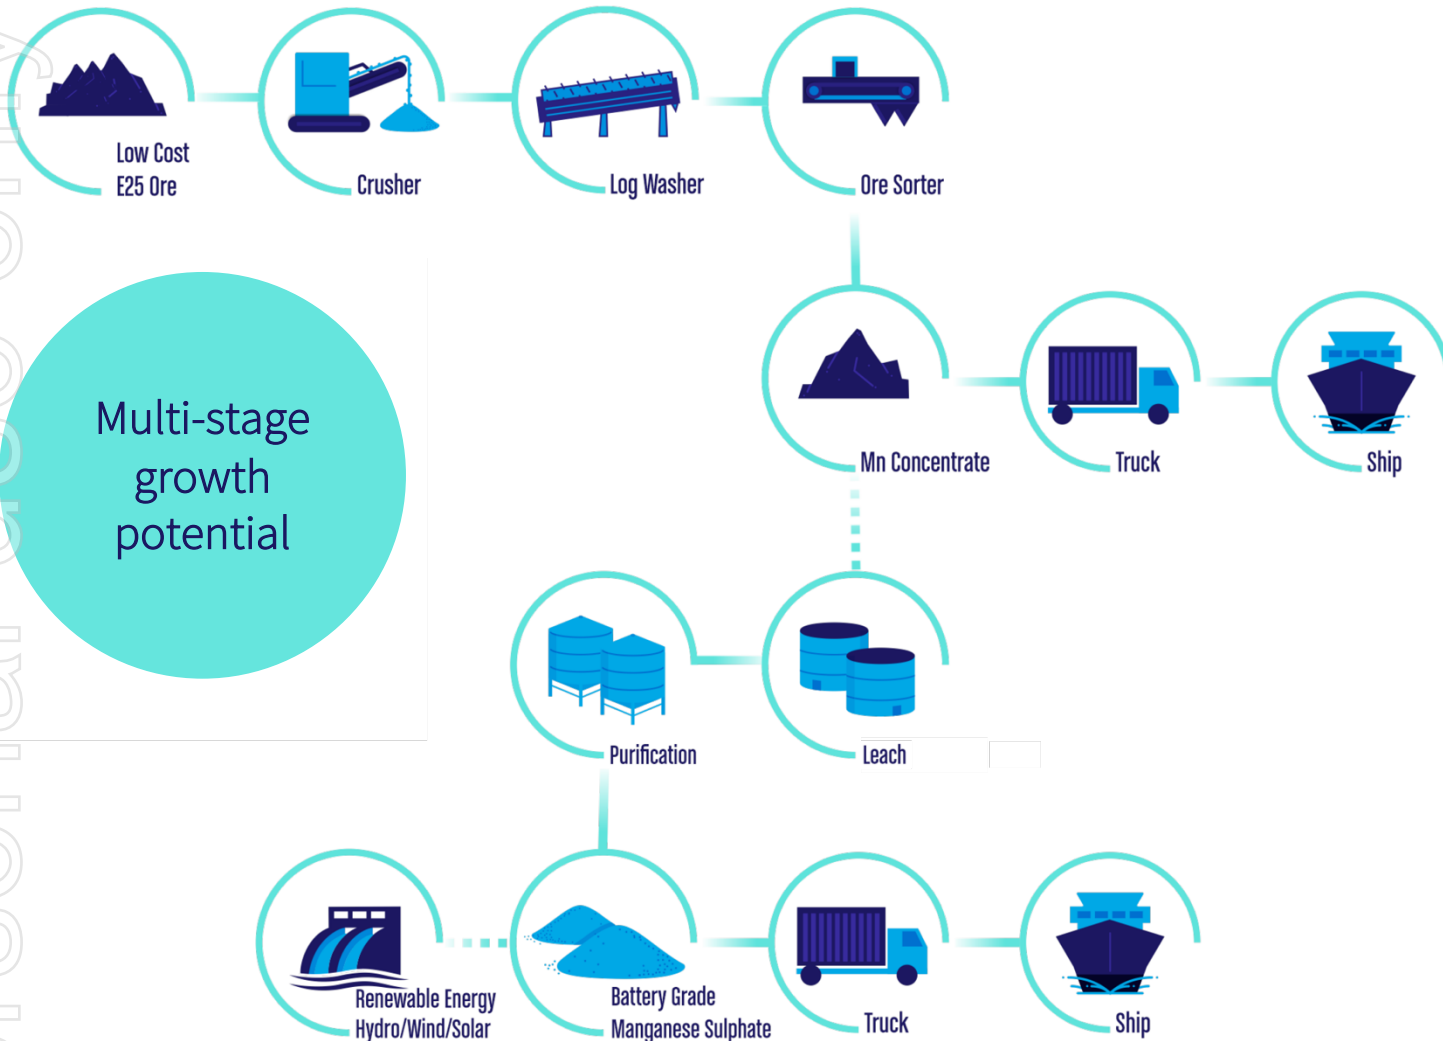 Low Cost
E25 Ore
Crusher
Log Washer
Ore Sorter
Multi-stage
growth
potential
Mn Concentrate
Truck
Ship
Purification
Leach
Renewable Energy
Hydro/Wind/Solar
Battery Grade
Manganese Sulphate
Truck
Ship